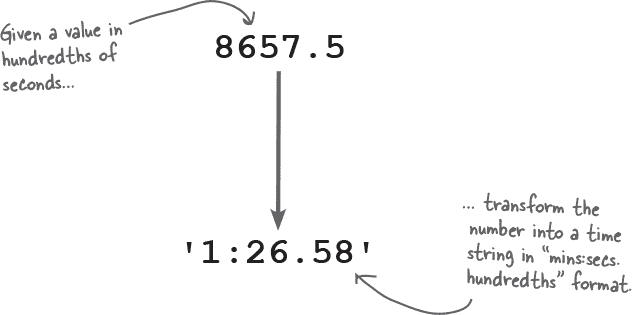 Given a value in
hundredths of
seconds...
8657.5
'1:26.58'
... transform the
number into a time
string in “mins:secs.
hundredths” format.